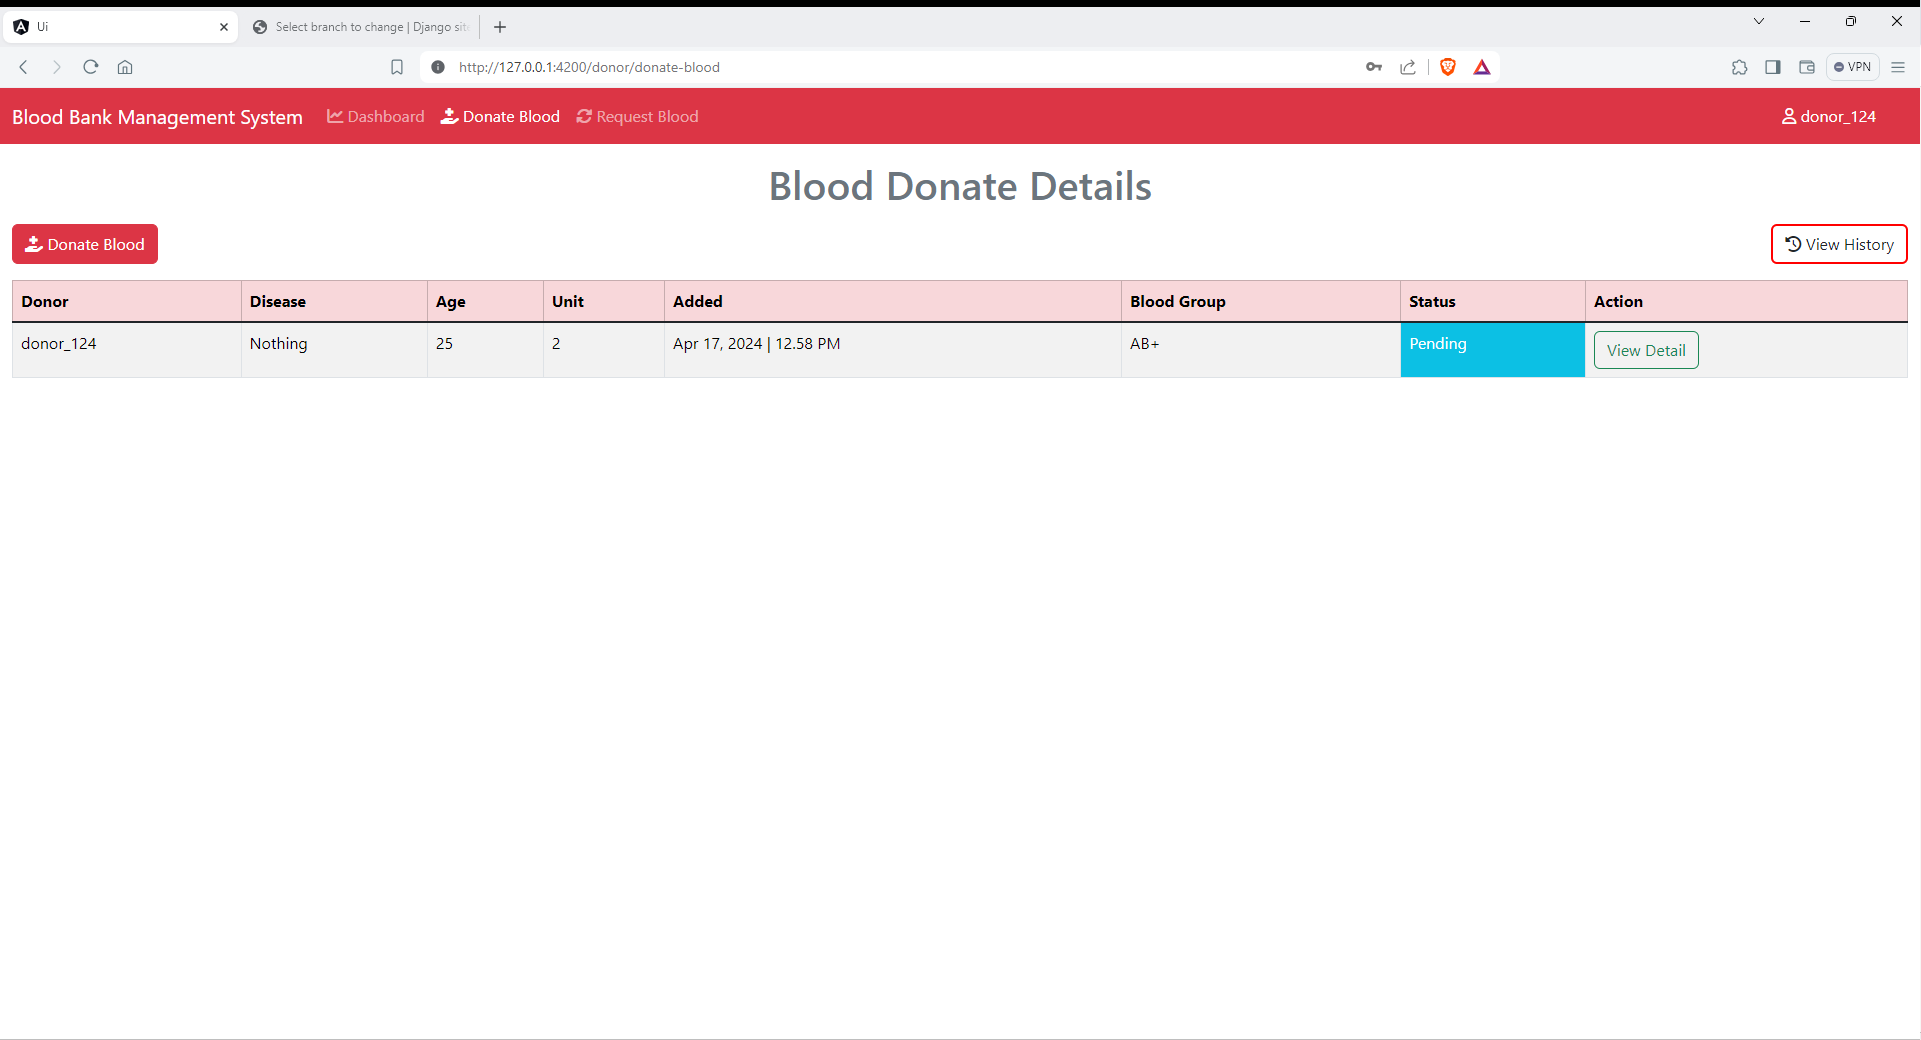 Ui
Select branch to change | Django sit
http://127.0.0.1:4200/donor/donate-blood
VPN
Blood Bank Management System Dashboard Donate Blood Request Blood donor_124
Blood Donate Details
Donate Blood View History
Donor Disease Age Unit Added Blood Group Status Action
donor_124 Nothing 25 2 Apr 17, 2024 | 12.58 PM AB+ Pending View Detail